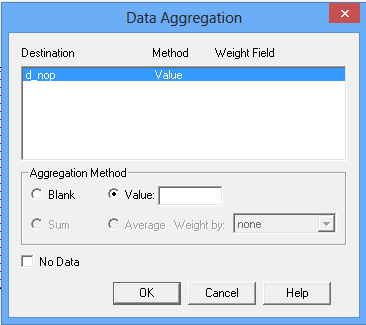 Data Aggregation
Destination Method Weight Field
d_nop Value
Aggregation Method
Blank Value:
Sum Average Weight by: none
No Data
OK Cancel Help